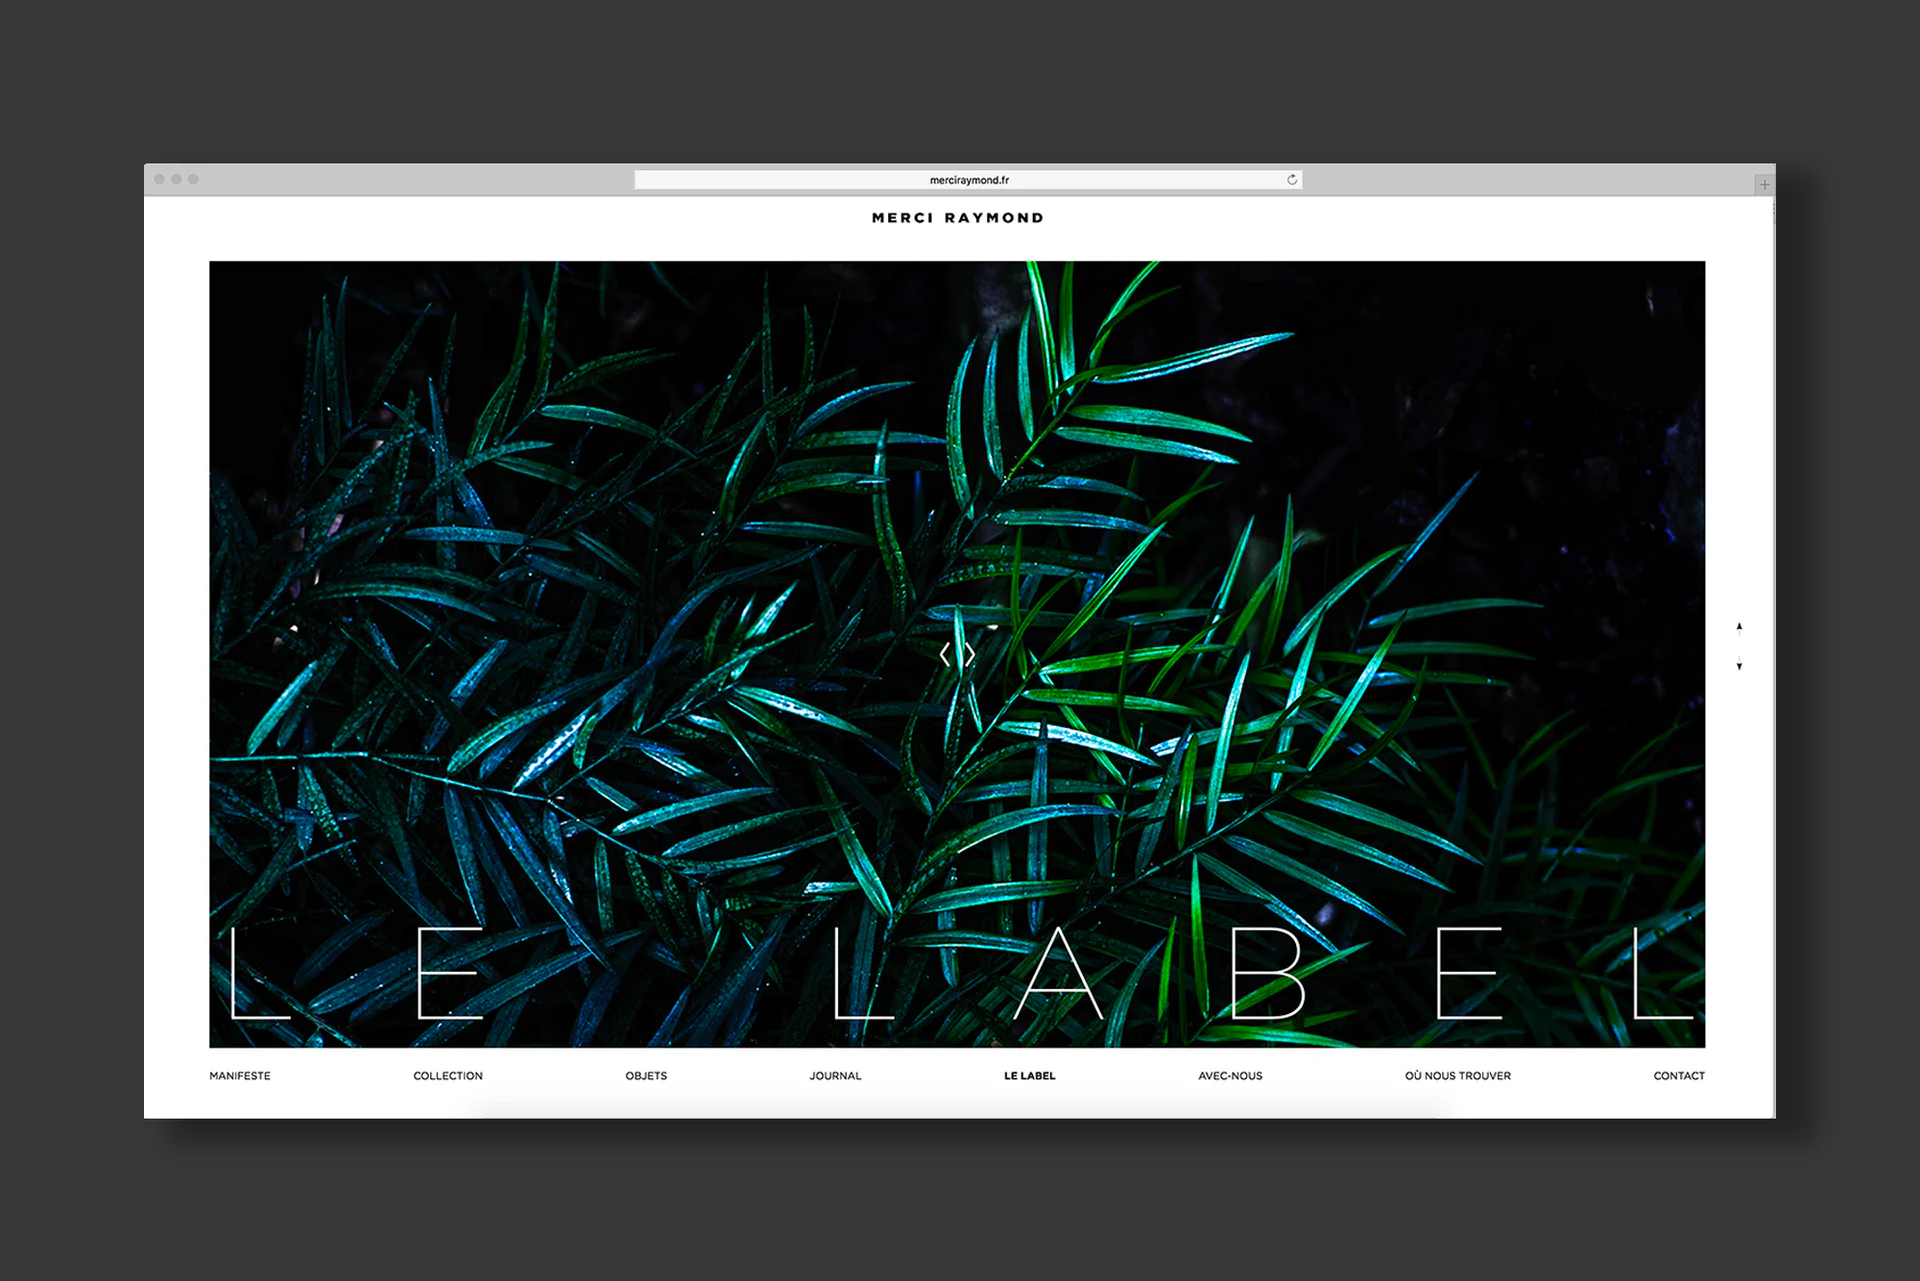 merciraymond.fr
MERCI RAYMOND
LE LABEL
MANIFESTE COLLECTION OBJETS JOURNAL LE LABEL AVEC-NOUS OÙ NOUS TROUVER CONTACT